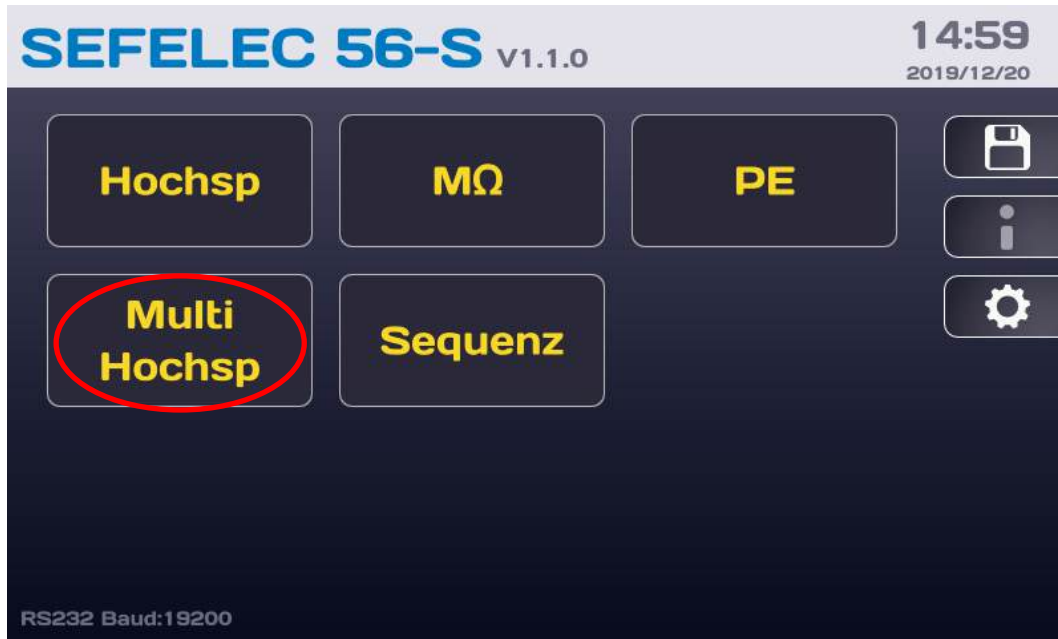 SEFELEC 56-S V1.1.0
14:59
2019/12/20
Hochsp
MΩ
PE
Multi
Hochsp
Sequenz
RS232 Baud:19200